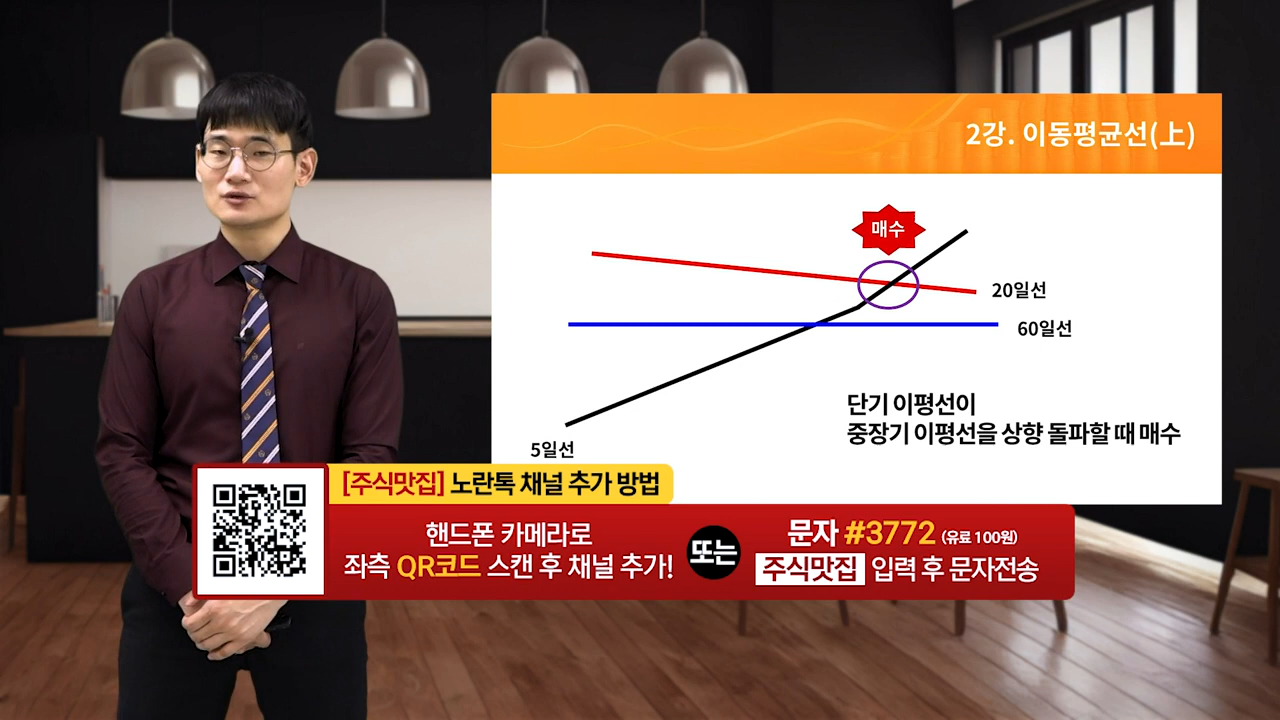 2강. 이동평균선(上)
매수
20일선
60일선
단기 이평선이
중장기 이평선을 상향 돌파할 때 매수
5일선
[주식맛집] 노란톡 채널 추가 방법
핸드폰 카메라로
좌측 QR코드 스캔 후 채널 추가!
또는
문자 #3772 (유료 100원)
주식맛집 입력 후 문자전송